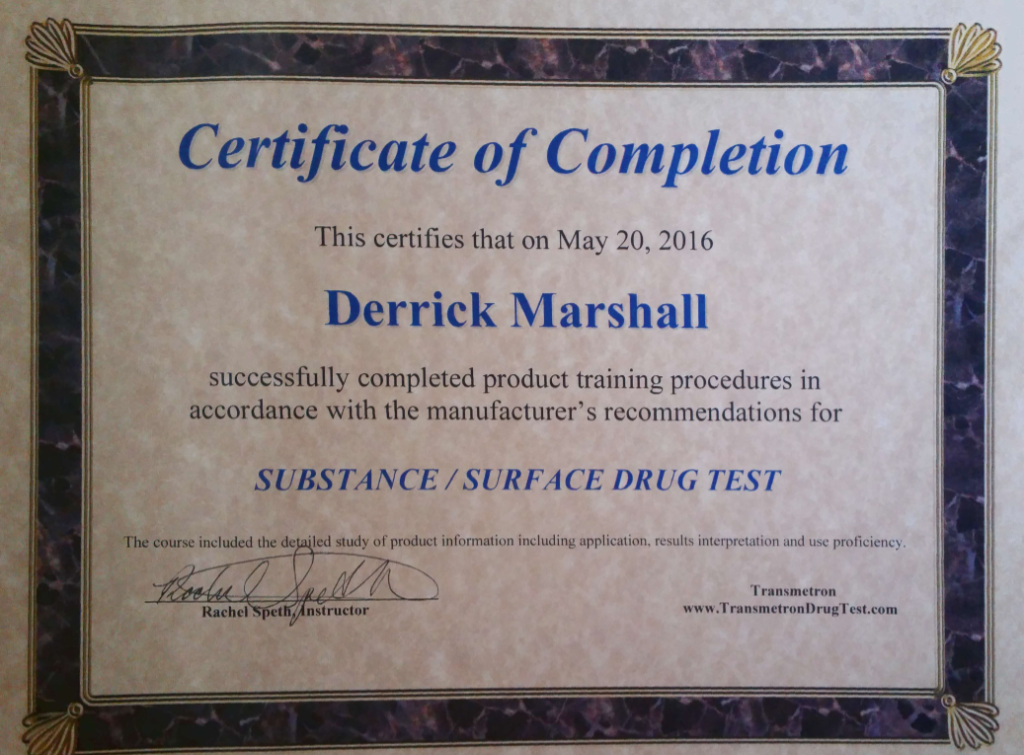 Certificate of Completion
This certifies that on May 20, 2016
Derrick Marshall
successfully completed product training procedures in
accordance with the manufacturer's recommendations for
SUBSTANCE / SURFACE DRUG TEST
The course included the detailed study of product information including application, results interpretation and use proficiency.
Rachel Speth
Rachel Speth, Instructor
Transmetron
www.TransmetronDrugTest.com